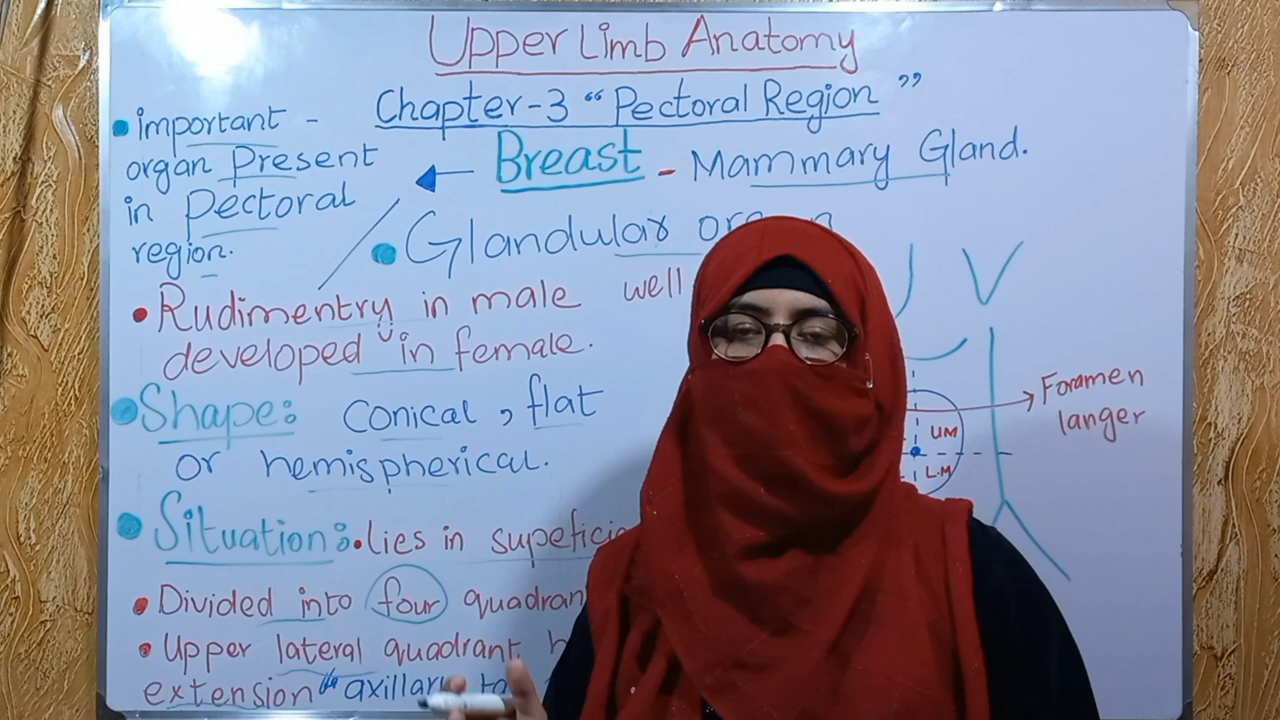 Upper Limb Anatomy
Chapter-3 "Pectoral Region"
• important -
organ Present
in Pectoral
region.
Breast - Mammary Gland.
• Glandular
• Rudimentry in male well
developed in female.
• Shape: Conical, flat
or hemispherical.
• Situation: • lies in
• Divided into four
• Upper lateral quadrant
extension "axillary
Foramen
langer
UM
L.M